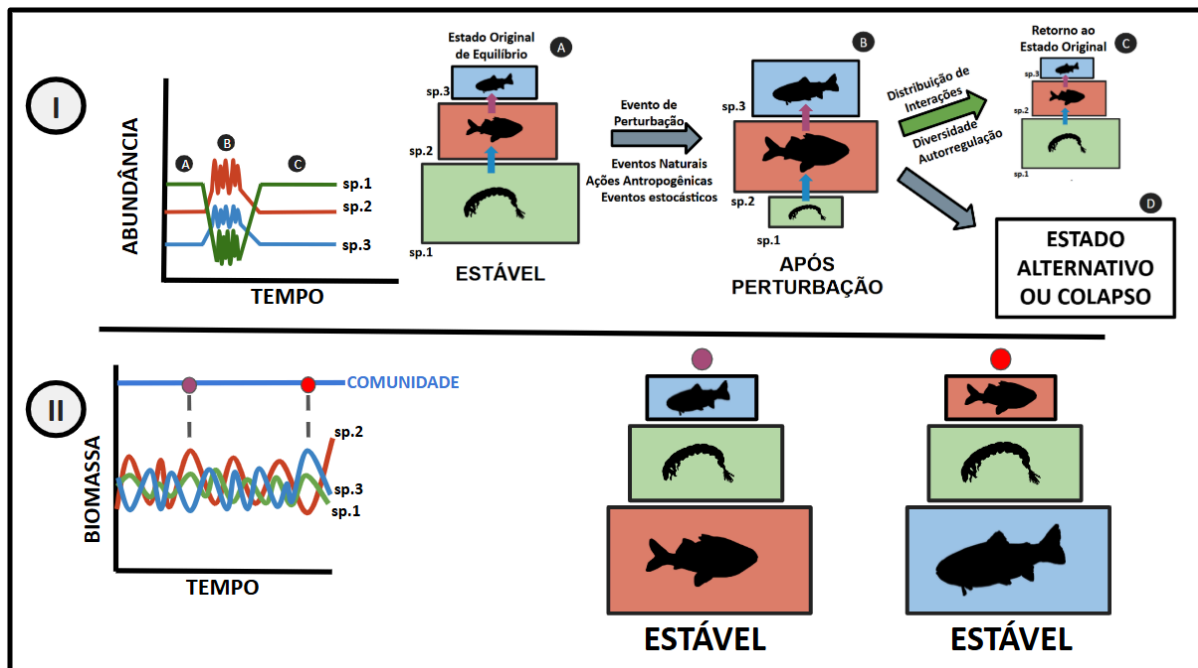 I
ABUNDÂNCIA
A
B
C
sp.1
sp.2
sp.3
TEMPO
Estado Original
de Equilíbrio
A
sp.3
sp.2
sp.1
ESTÁVEL
Evento de
Perturbação
Eventos Naturais
Ações Antropogênicas
Eventos estocásticos
B
sp.3
sp.2
sp.1
APÓS
PERTURBAÇÃO
Distribuição de
Interações
Diversidade
Autorregulação
Retorno ao
Estado Original
C
sp.3
sp.2
sp.1
D
ESTADO
ALTERNATIVO
OU COLAPSO
II
BIOMASSA
COMUNIDADE
sp.2
sp.3
sp.1
TEMPO
ESTÁVEL
ESTÁVEL